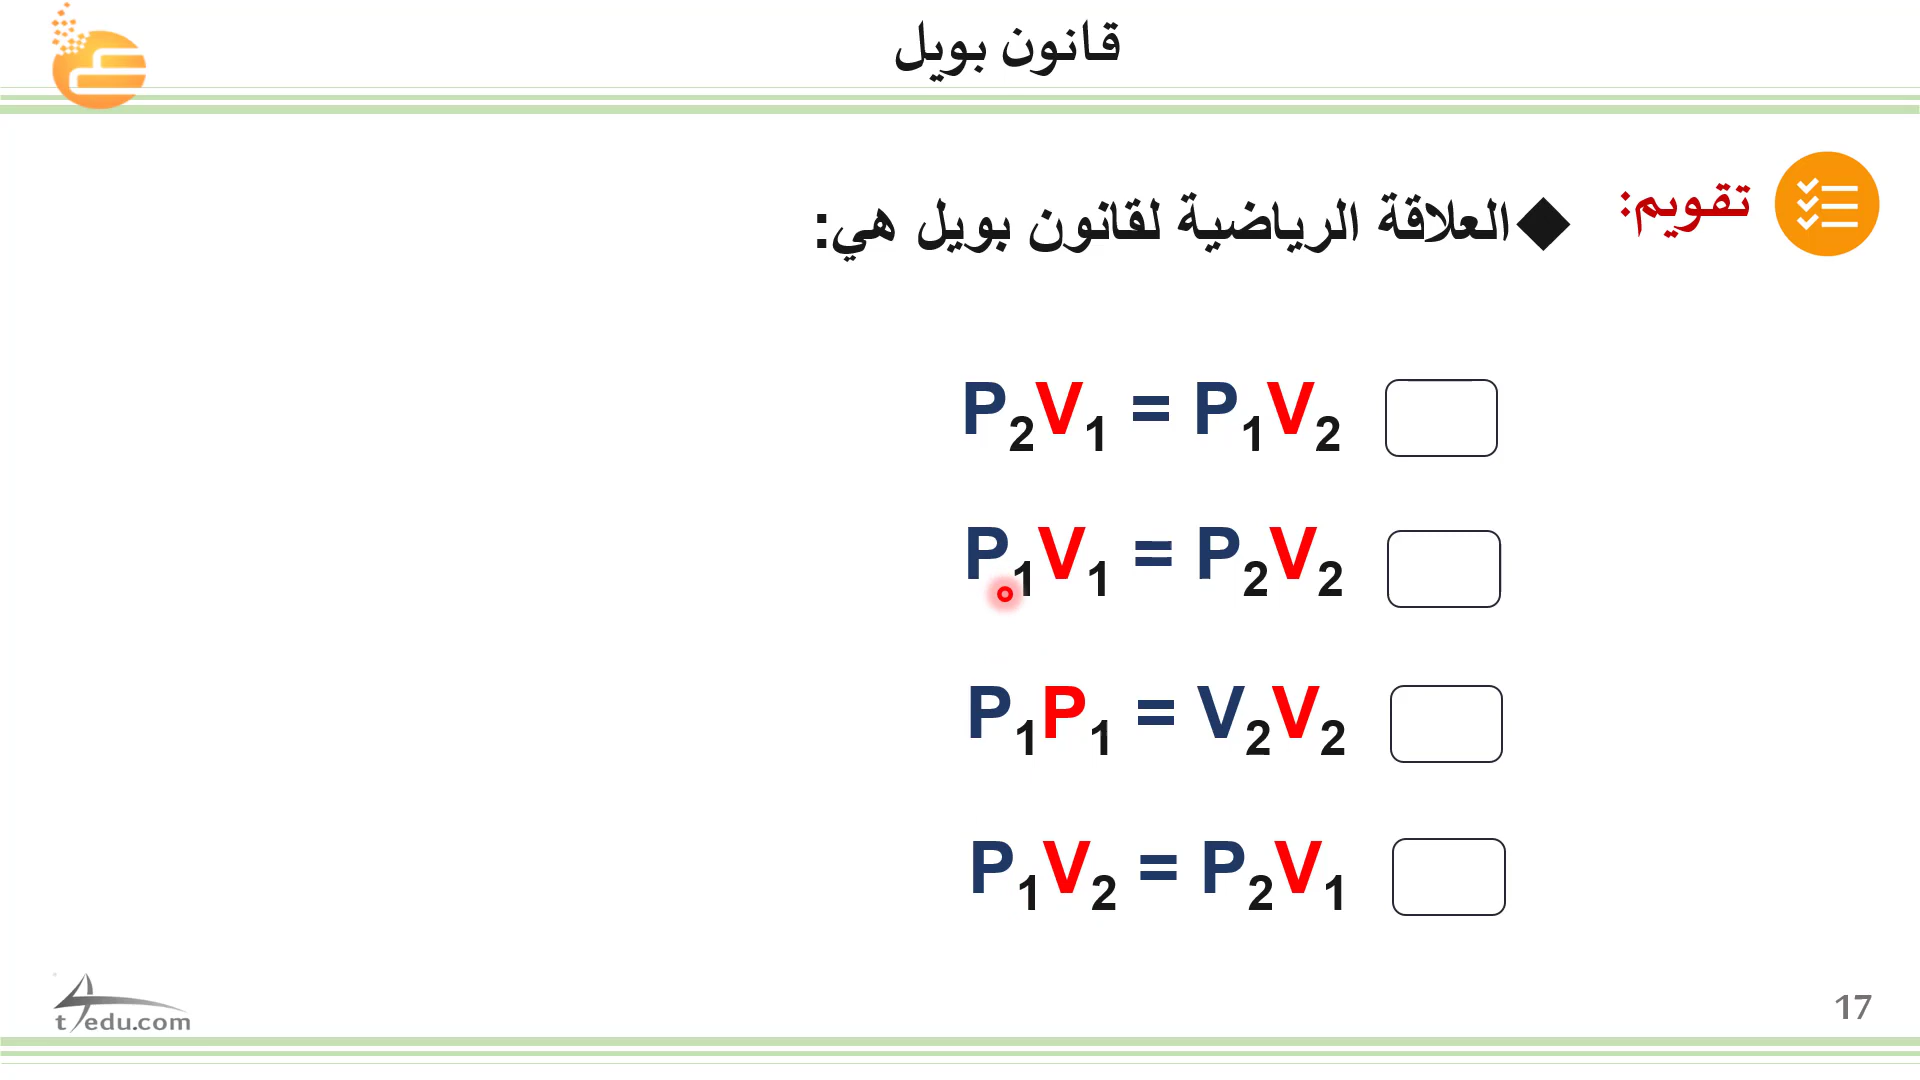 قانون بويل
تقويم:
◆العلاقة الرياضية لقانون بويل هي:
P₂V₁ = P₁V₂
P₁V₁ = P₂V₂
P₁P₁ = V₂V₂
P₁V₂ = P₂V₁
t4edu.com
17